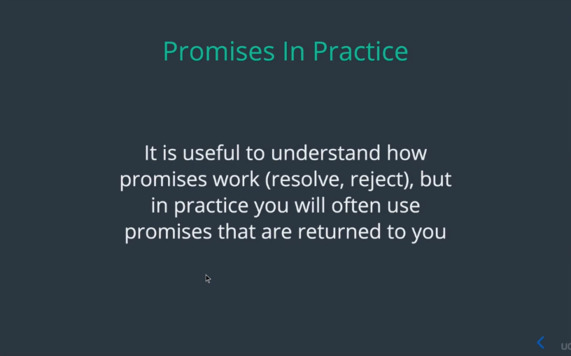 Promises In Practice
It is useful to understand how
promises work (resolve, reject), but
in practice you will often use
promises that are returned to you